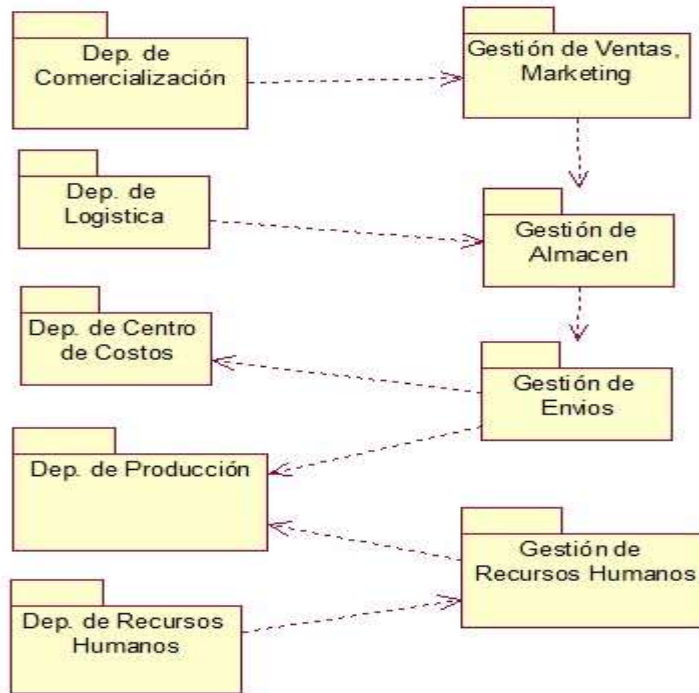 Dep. de
Comercialización
Gestión de Ventas,
Marketing
Dep. de
Logistica
Gestión de
Almacen
Dep. de Centro
de Costos
Gestión de
Envios
Dep. de Producción
Gestión de
Recursos Humanos
Dep. de Recursos
Humanos